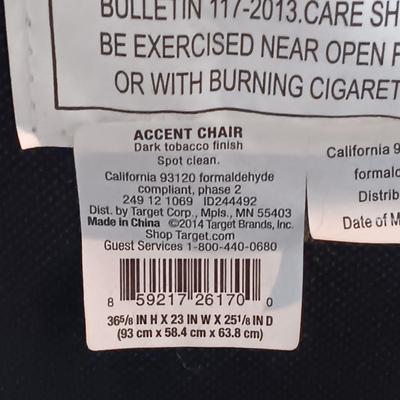 BULLETIN 117-2013.CARE SH
BE EXERCISED NEAR OPEN F
OR WITH BURNING CIGARET
ACCENT CHAIR
Dark tobacco finish
Spot clean.
California 93120 formaldehyde
compliant, phase 2
249 12 1069 ID244492
Dist. by Target Corp., Mpls., MN 55403
Made in China ©2014 Target Brands, Inc.
Shop Target.com
Guest Services 1-800-440-0680
8 59217 26170 0
36 5/8 IN H X 23 IN W X 25 1/8 IN D
(93 cm x 58.4 cm x 63.8 cm)
California 9
formald
Distrib
Date of M